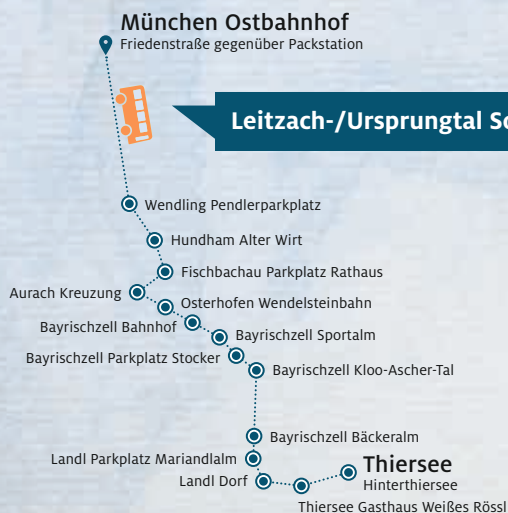 München Ostbahnhof
Friedenstraße gegenüber Packstation
Leitzach-/Ursprungtal
Wendling Pendlerparkplatz
Hundham Alter Wirt
Fischbachau Parkplatz Rathaus
Aurach Kreuzung
Osterhofen Wendelsteinbahn
Bayrischzell Bahnhof
Bayrischzell Sportalm
Bayrischzell Parkplatz Stocker
Bayrischzell Kloo-Ascher-Tal
Bayrischzell Bäckeralm
Landl Parkplatz Mariandlalm
Thiersee
Landl Dorf
Hinterthiersee
Thiersee Gasthaus Weißes Rössl